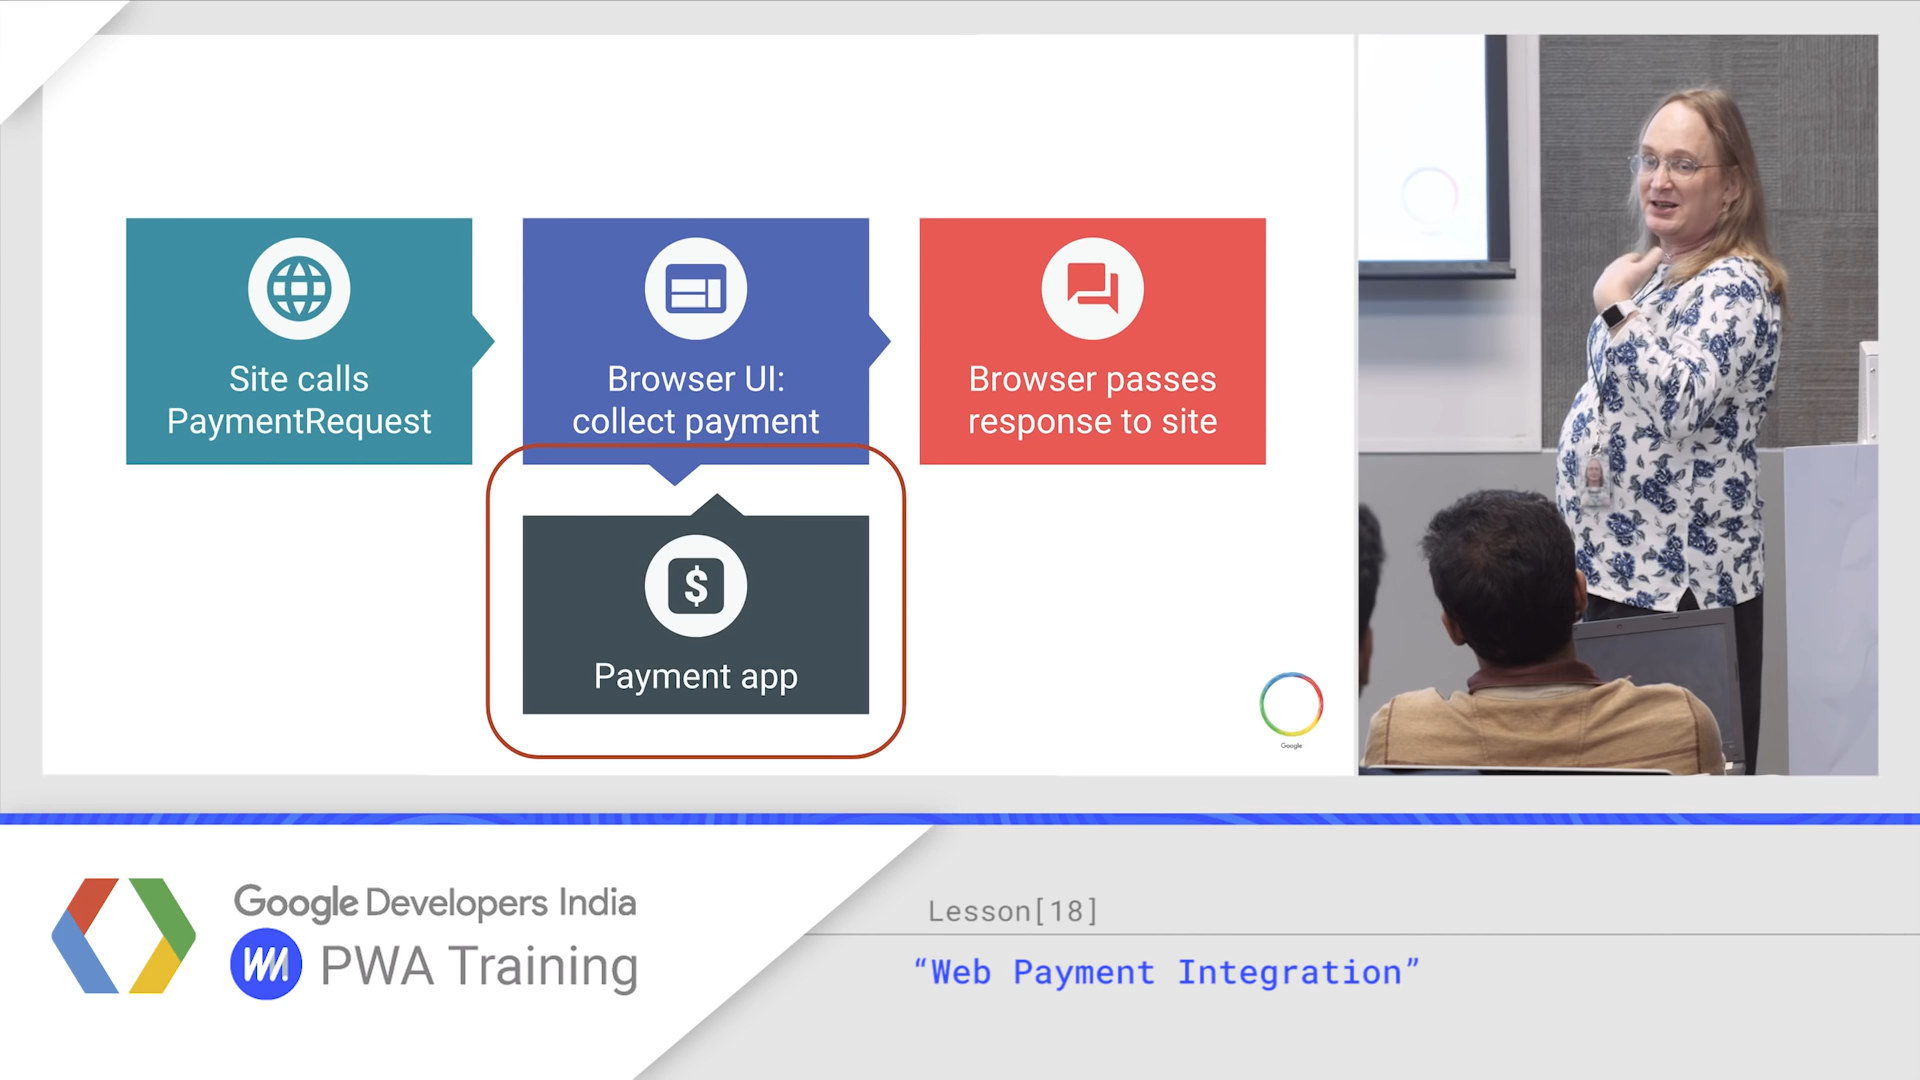 Site calls
PaymentRequest
Browser UI:
collect payment
Browser passes
response to site
$
Payment app
Google
Google Developers India
PWA Training
Lesson[18]
“Web Payment Integration”